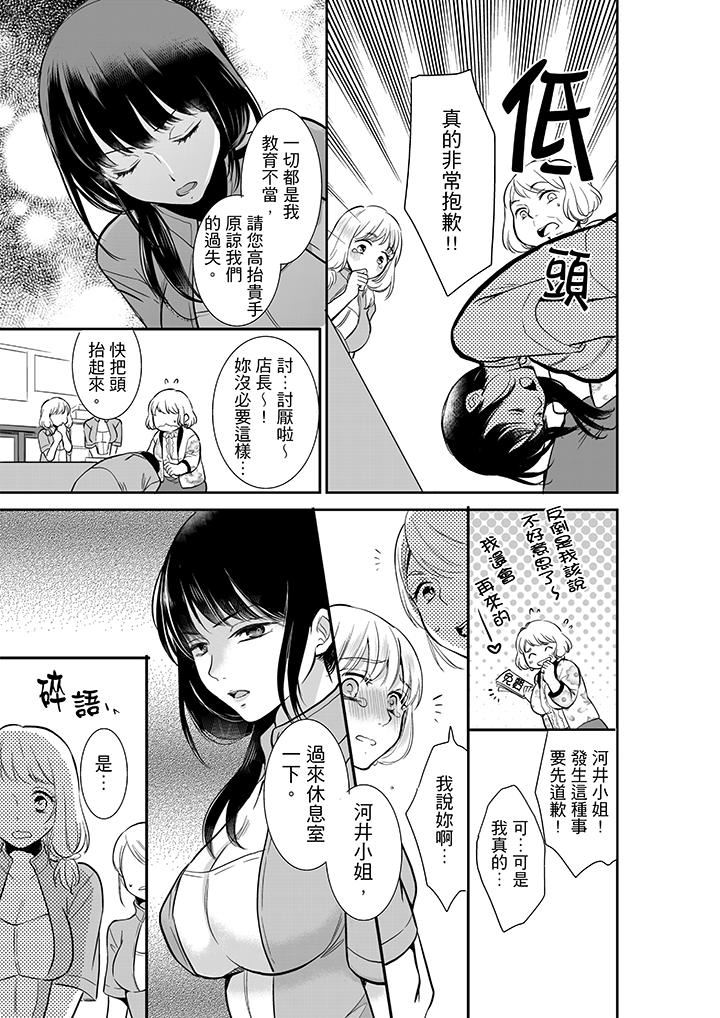 低頭
真的非常抱歉!!
一切都是我
教育不當，
請您高抬貴手
原諒我們
的過失。
討…討厭啦～
店長～！
妳沒必要這樣…
快把頭
抬起來。
反倒是我該說
不好意思了～
我還會
再來的——♡
免費
河井小姐！
發生這種事
要先道歉！
可…可是
我真的…
我說妳啊…
河井小姐，
過來休息室
一下。
碎語
是…